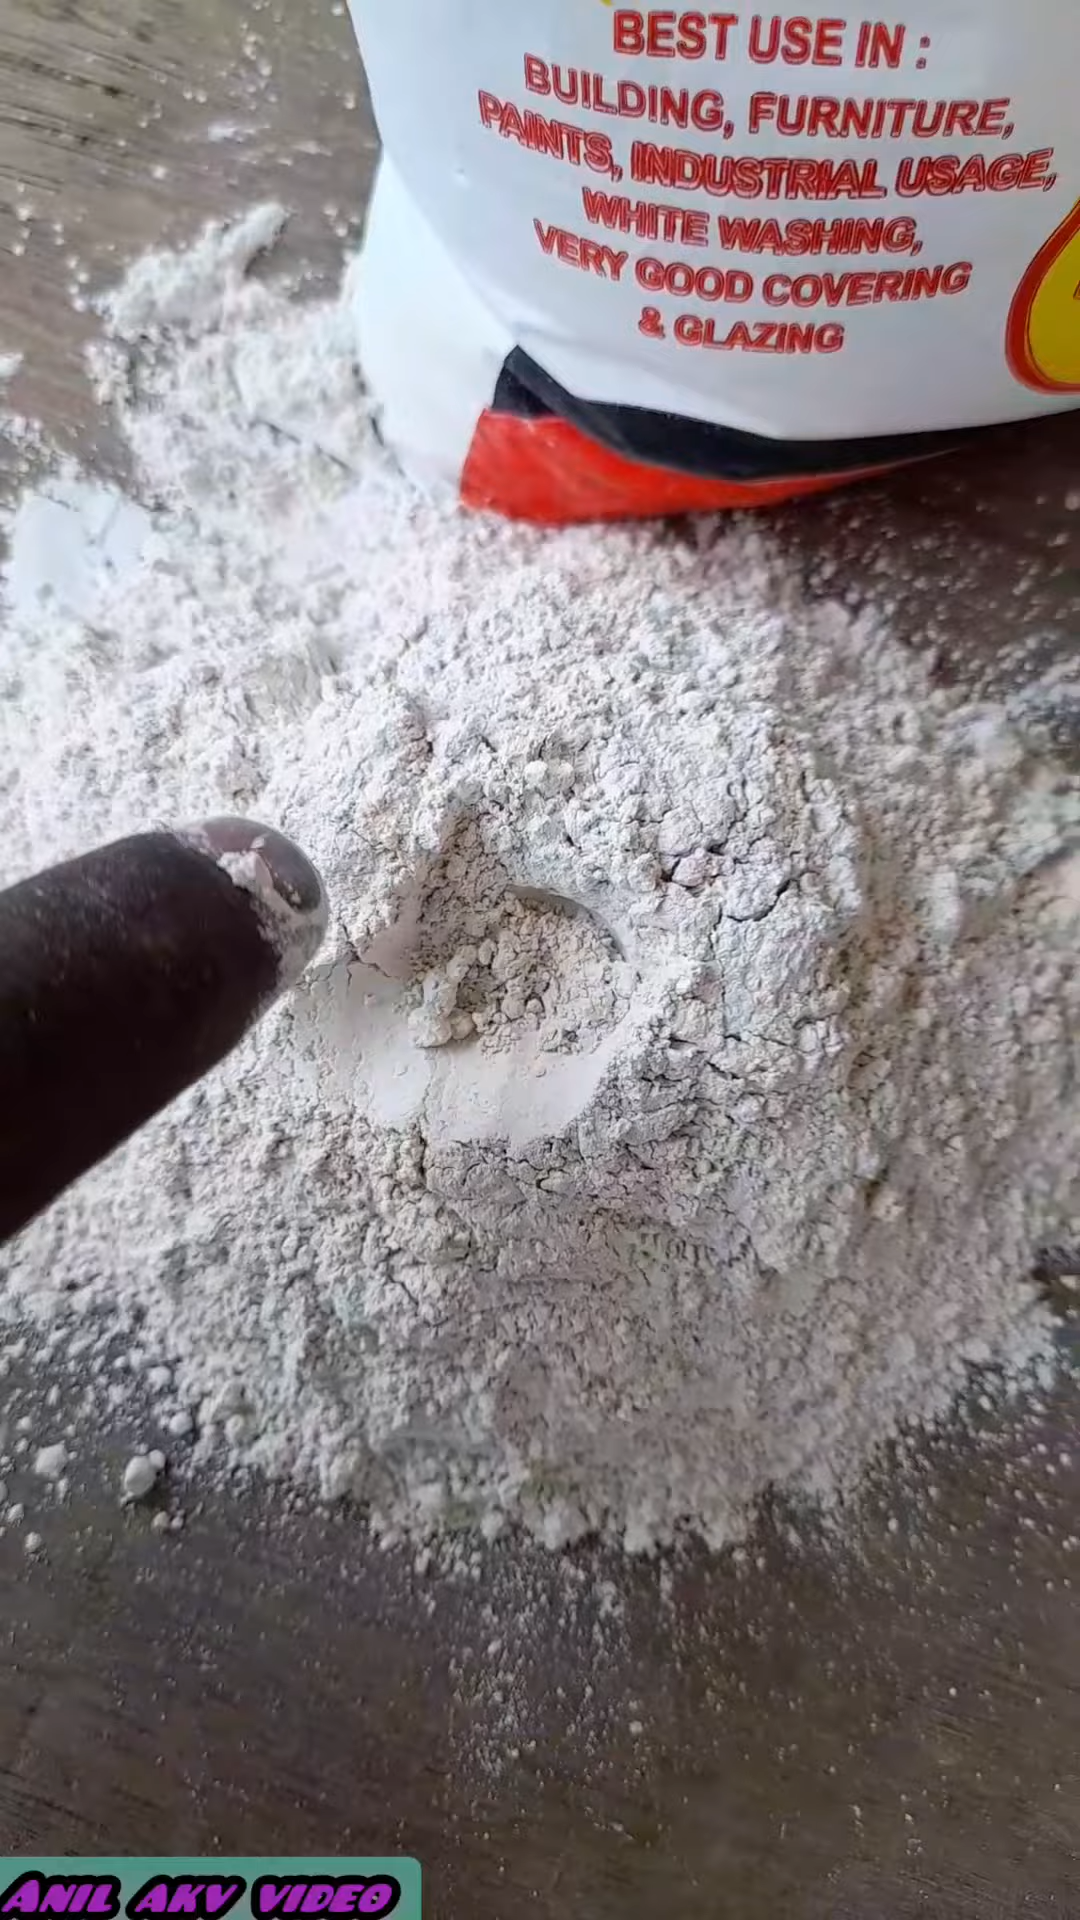 BEST USE IN :
BUILDING, FURNITURE,
PAINTS, INDUSTRIAL USAGE,
WHITE WASHING,
VERY GOOD COVERING
& GLAZING
ANIL AKV VIDEO